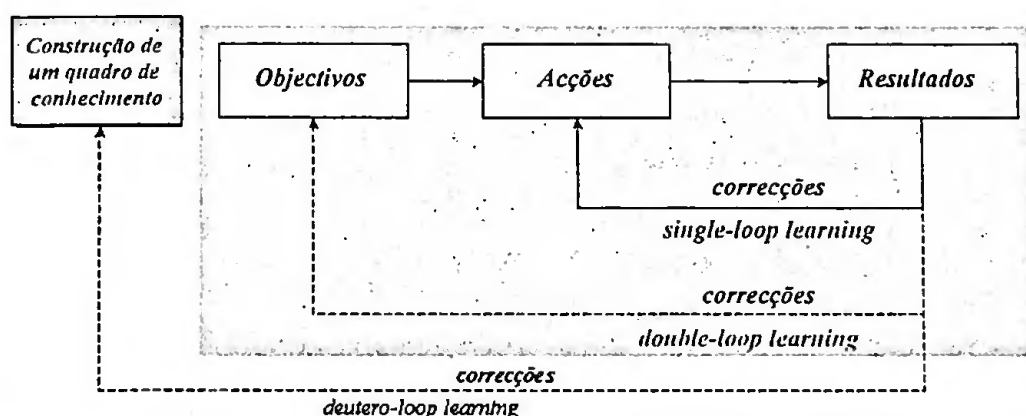 Construção de
um quadro de
conhecimento
Objectivos
Acções
Resultados
correcções
single-loop learning
correcções
double-loop learning
correcções
deutero-loop learning